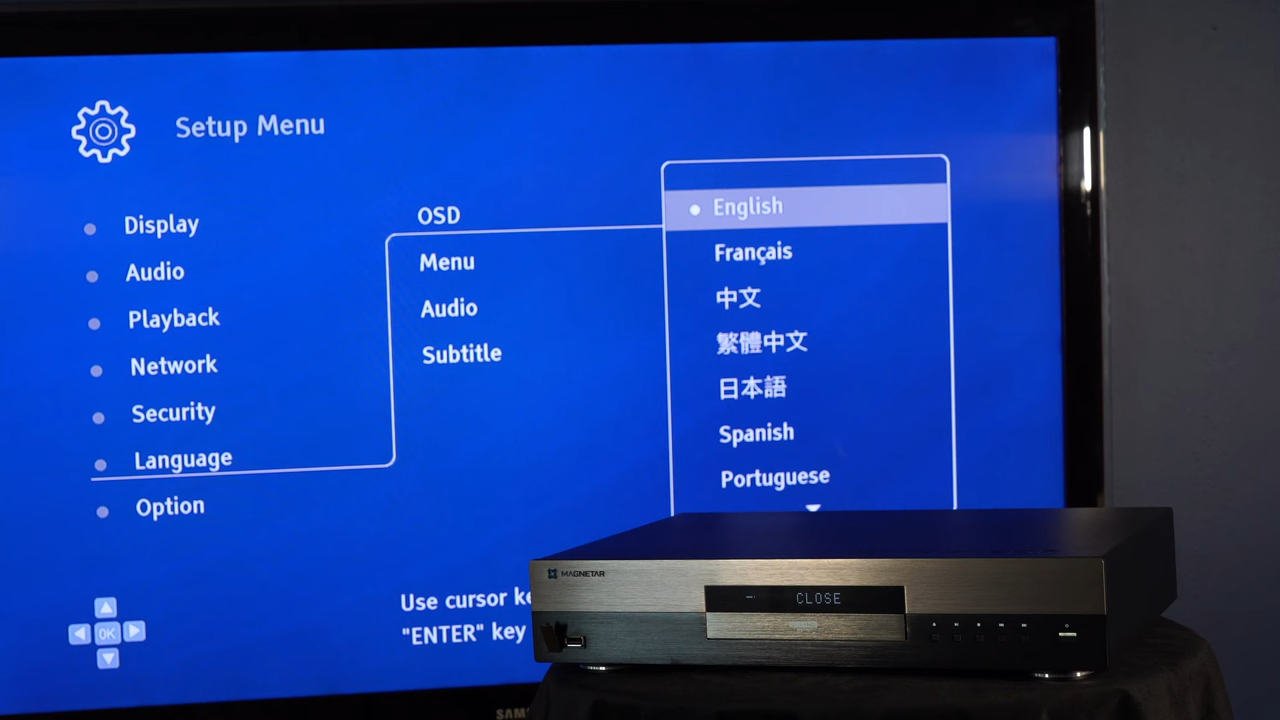 Setup Menu
Display
Audio
Playback
Network
Security
Language
Option
OSD
Menu
Audio
Subtitle
English
Français
中文
繁體中文
日本語
Spanish
Portuguese
OK
Use cursor ke
"ENTER" key
MAGNETAR
CLOSE
SAMS